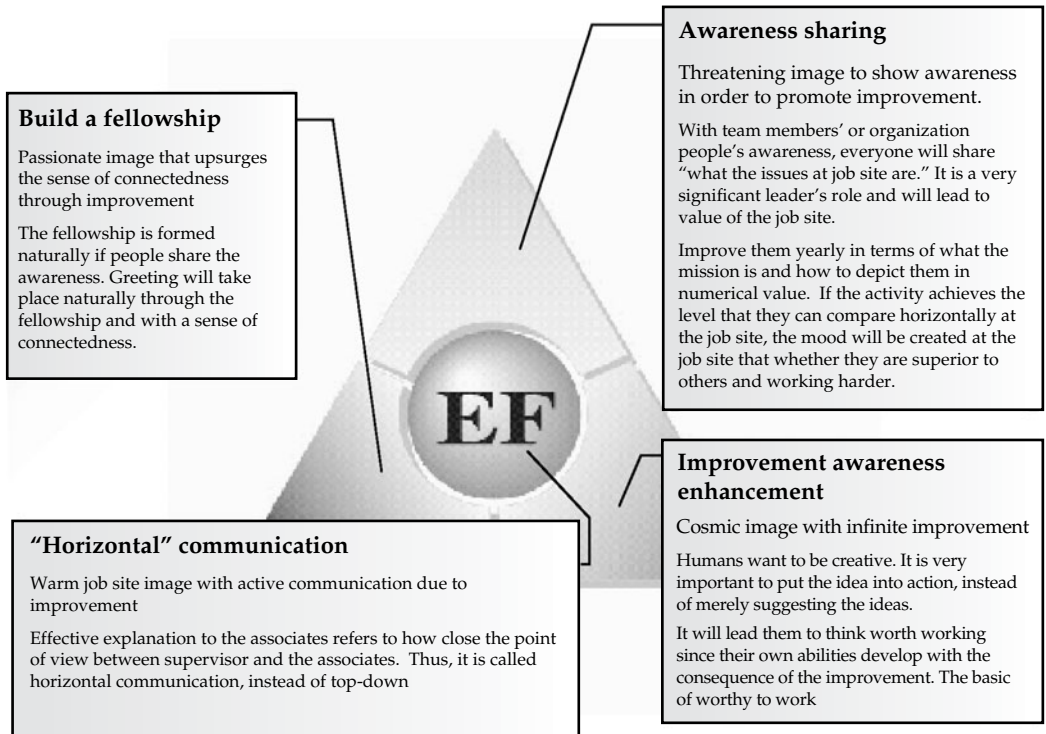 Awareness sharing
Threatening image to show awareness
in order to promote improvement.
With team members’ or organization
people’s awareness, everyone will share
“what the issues at job site are.” It is a very
significant leader’s role and will lead to
value of the job site.
Improve them yearly in terms of what the
mission is and how to depict them in
numerical value.  If the activity achieves the
level that they can compare horizontally at
the job site, the mood will be created at the
job site that whether they are superior to
others and working harder.
Build a fellowship
Passionate image that upsurges
the sense of connectedness
through improvement
The fellowship is formed
naturally if people share the
awareness. Greeting will take
place naturally through the
fellowship and with a sense of
connectedness.
EF
Improvement awareness
enhancement
Cosmic image with infinite improvement
Humans want to be creative. It is very
important to put the idea into action, instead
of merely suggesting the ideas.
It will lead them to think worth working
since their own abilities develop with the
consequence of the improvement. The basic
of worthy to work
“Horizontal” communication
Warm job site image with active communication due to
improvement
Effective explanation to the associates refers to how close the point
of view between supervisor and the associates.  Thus, it is called
horizontal communication, instead of top-down